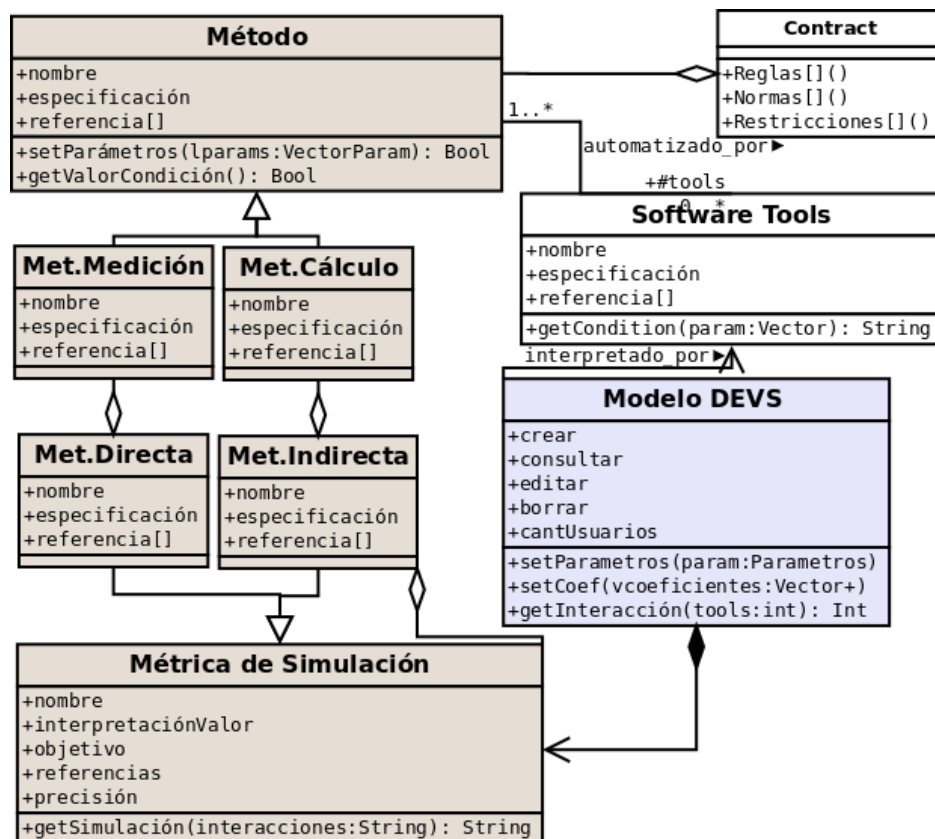 Método
+nombre
+especificación
+referencia[]
+setParámetros(lparams:VectorParam): Bool
+getValorCondición(): Bool
Contract
+Reglas[]()
+Normas[]()
+Restricciones[]()
1..*
automatizado_por▶
+#tools
0..*
Software Tools
+nombre
+especificación
+referencia[]
+getCondition(param:Vector): String
interpretado_por▶
Met.Medición
+nombre
+especificación
+referencia[]
Met.Cálculo
+nombre
+especificación
+referencia[]
Met.Directa
+nombre
+especificación
+referencia[]
Met.Indirecta
+nombre
+especificación
+referencia[]
Modelo DEVS
+crear
+consultar
+editar
+borrar
+cantUsuarios
+setParametros(param:Parametros)
+setCoef(vcoeficientes:Vector+)
+getInteracción(tools:int): Int
Métrica de Simulación
+nombre
+interpretaciónValor
+objetivo
+referencias
+precisión
+getSimulación(interacciones:String): String